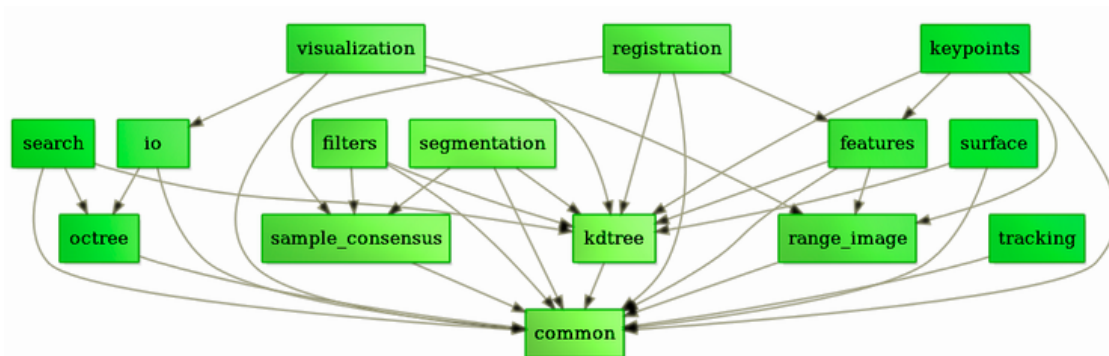 visualization
registration
keypoints
search
io
filters
segmentation
features
surface
octree
sample_consensus
kdtree
range_image
tracking
common